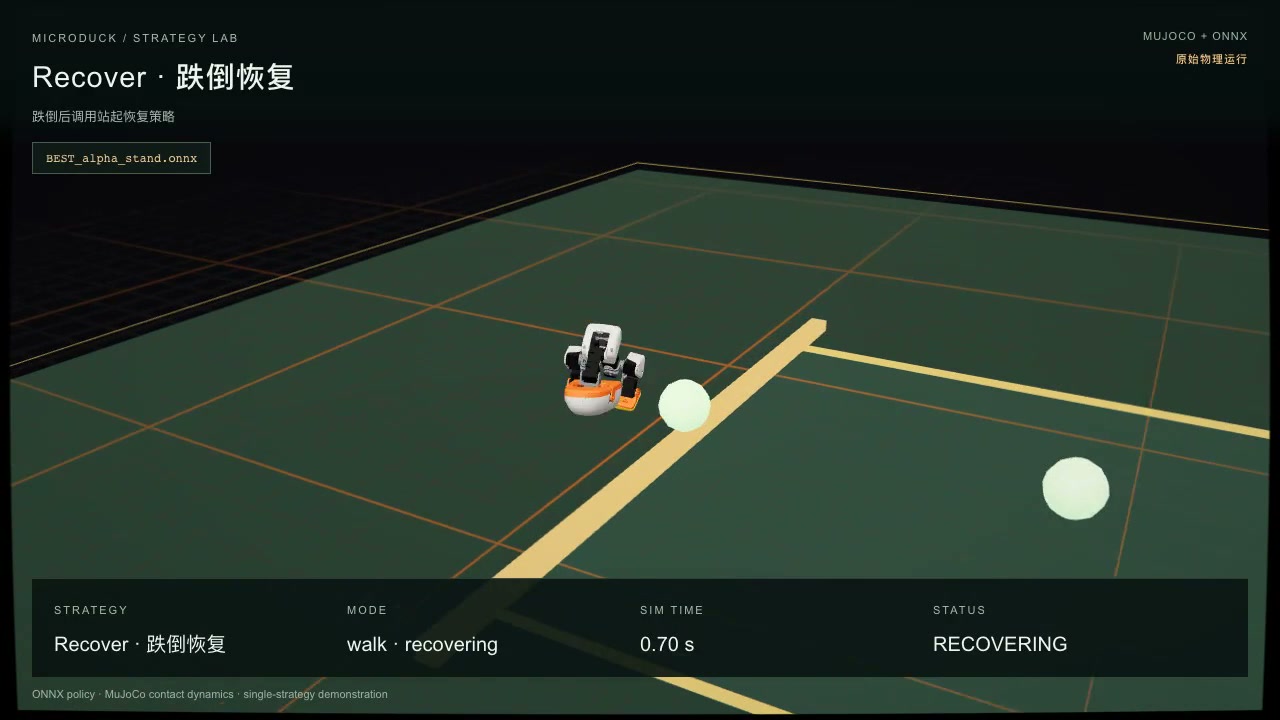 MICRODUCK / STRATEGY LAB
Recover · 跌倒恢复
跌倒后调用站起恢复策略
BEST_alpha_stand.onnx
MUJOCO + ONNX
原始物理运行
STRATEGY
Recover · 跌倒恢复
MODE
walk · recovering
SIM TIME
0.70 s
STATUS
RECOVERING
ONNX policy · MuJoCo contact dynamics · single-strategy demonstration